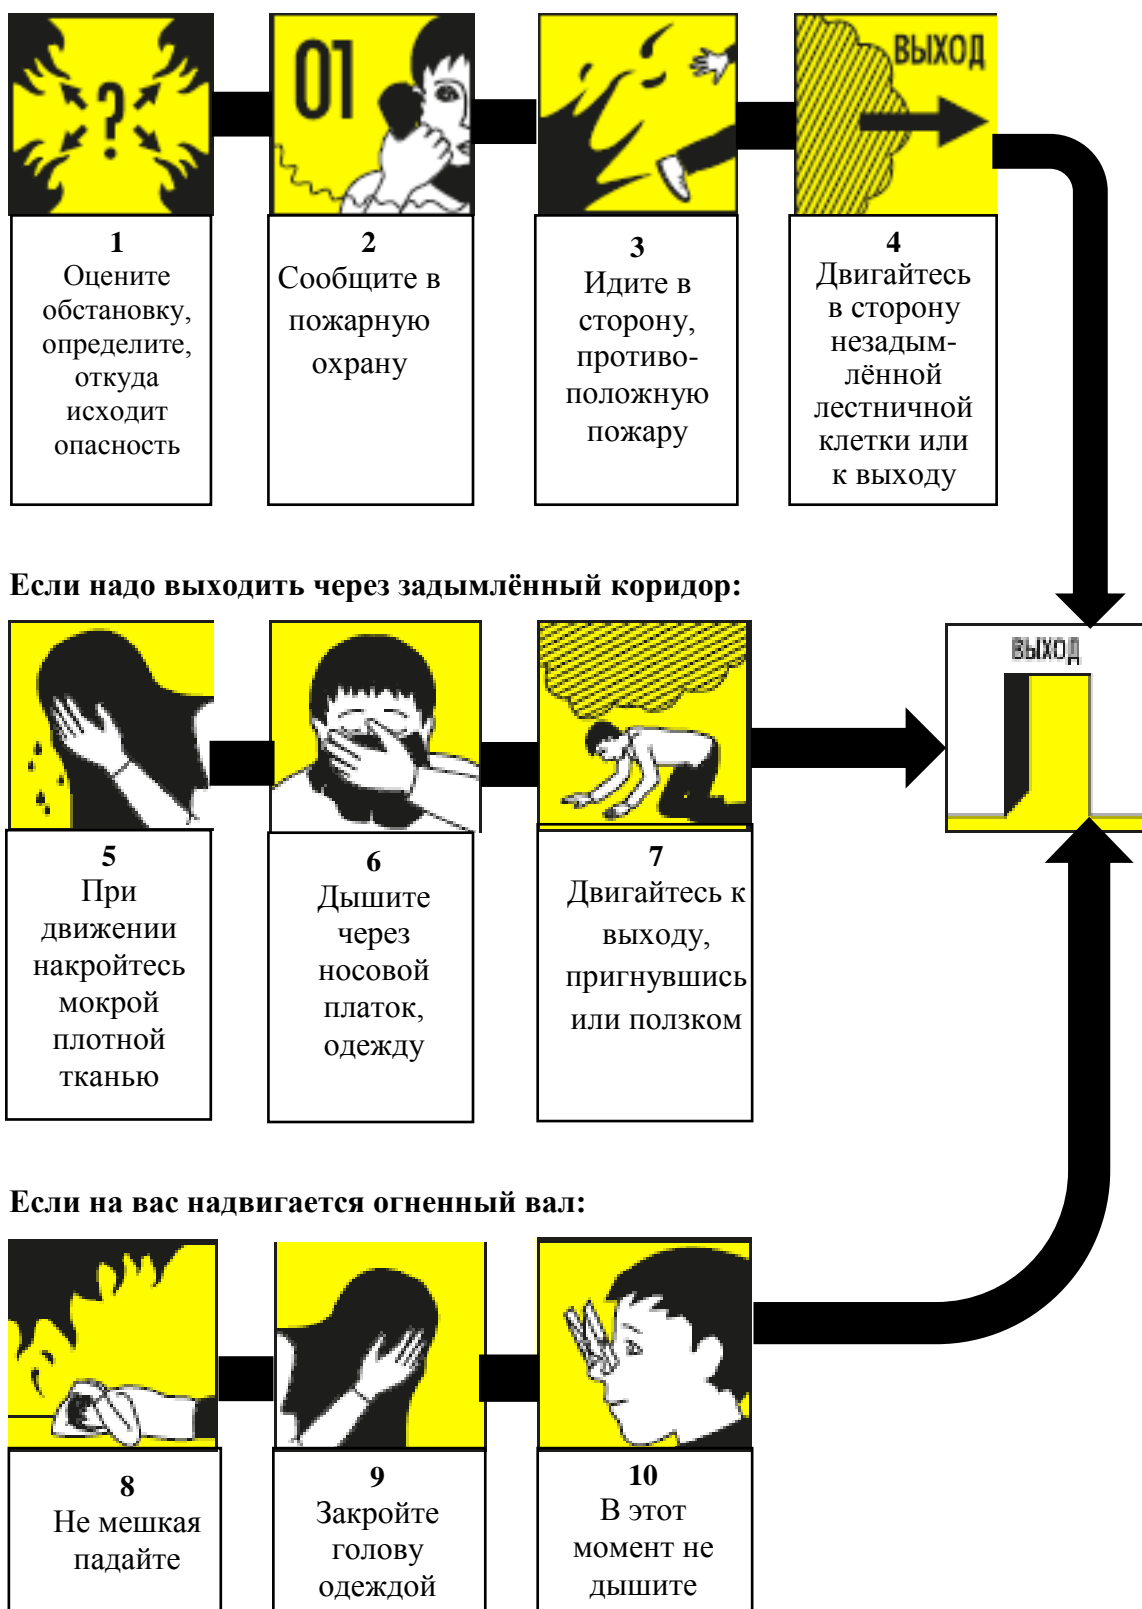 ?
01
ВЫХОД
1
Оцените
обстановку,
определите,
откуда
исходит
опасность
2
Сообщите в
пожарную
охрану
3
Идите в
сторону,
противо-
положную
пожару
4
Двигайтесь
в сторону
незадым-
лённой
лестничной
клетки или
к выходу
Если надо выходить через задымлённый коридор:
ВЫХОД
5
При
движении
накройтесь
мокрой
плотной
тканью
6
Дышите
через
носовой
платок,
одежду
7
Двигайтесь к
выходу,
пригнувшись
или ползком
Если на вас надвигается огненный вал:
8
Не мешкая
падайте
9
Закройте
голову
одеждой
10
В этот
момент не
дышите